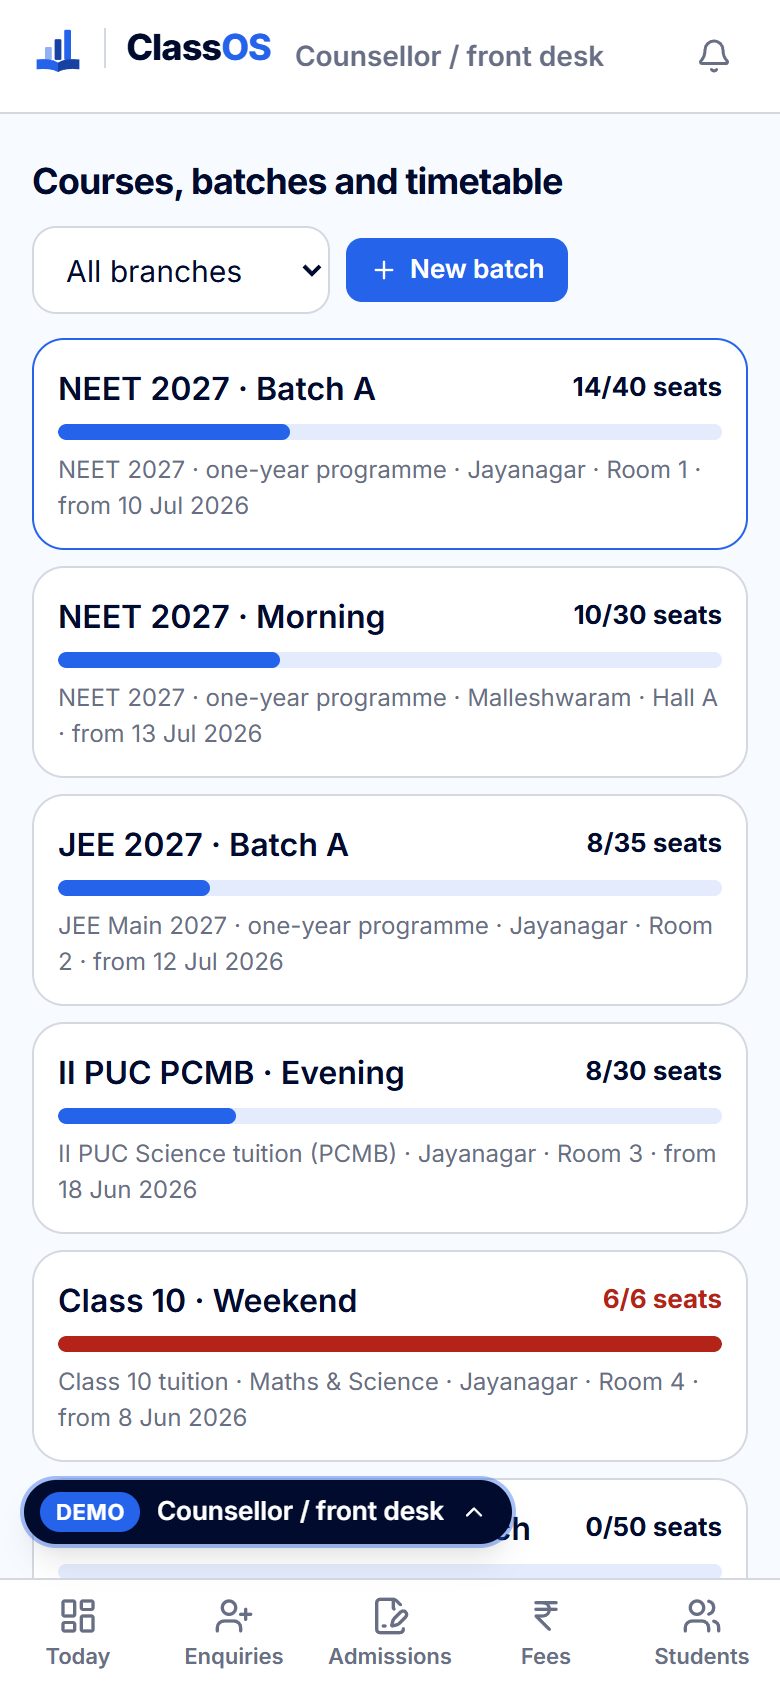 ClassOS Counsellor / front desk
Courses, batches and timetable
All branches
+ New batch
NEET 2027 · Batch A 14/40 seats
NEET 2027 · one-year programme · Jayanagar · Room 1 ·
from 10 Jul 2026
NEET 2027 · Morning 10/30 seats
NEET 2027 · one-year programme · Malleshwaram · Hall A
· from 13 Jul 2026
JEE 2027 · Batch A 8/35 seats
JEE Main 2027 · one-year programme · Jayanagar · Room
2 · from 12 Jul 2026
II PUC PCMB · Evening 8/30 seats
II PUC Science tuition (PCMB) · Jayanagar · Room 3 · from
18 Jun 2026
Class 10 · Weekend 6/6 seats
Class 10 tuition · Maths & Science · Jayanagar · Room 4 ·
from 8 Jun 2026
0/50 seats
DEMO Counsellor / front desk
Today Enquiries Admissions Fees Students